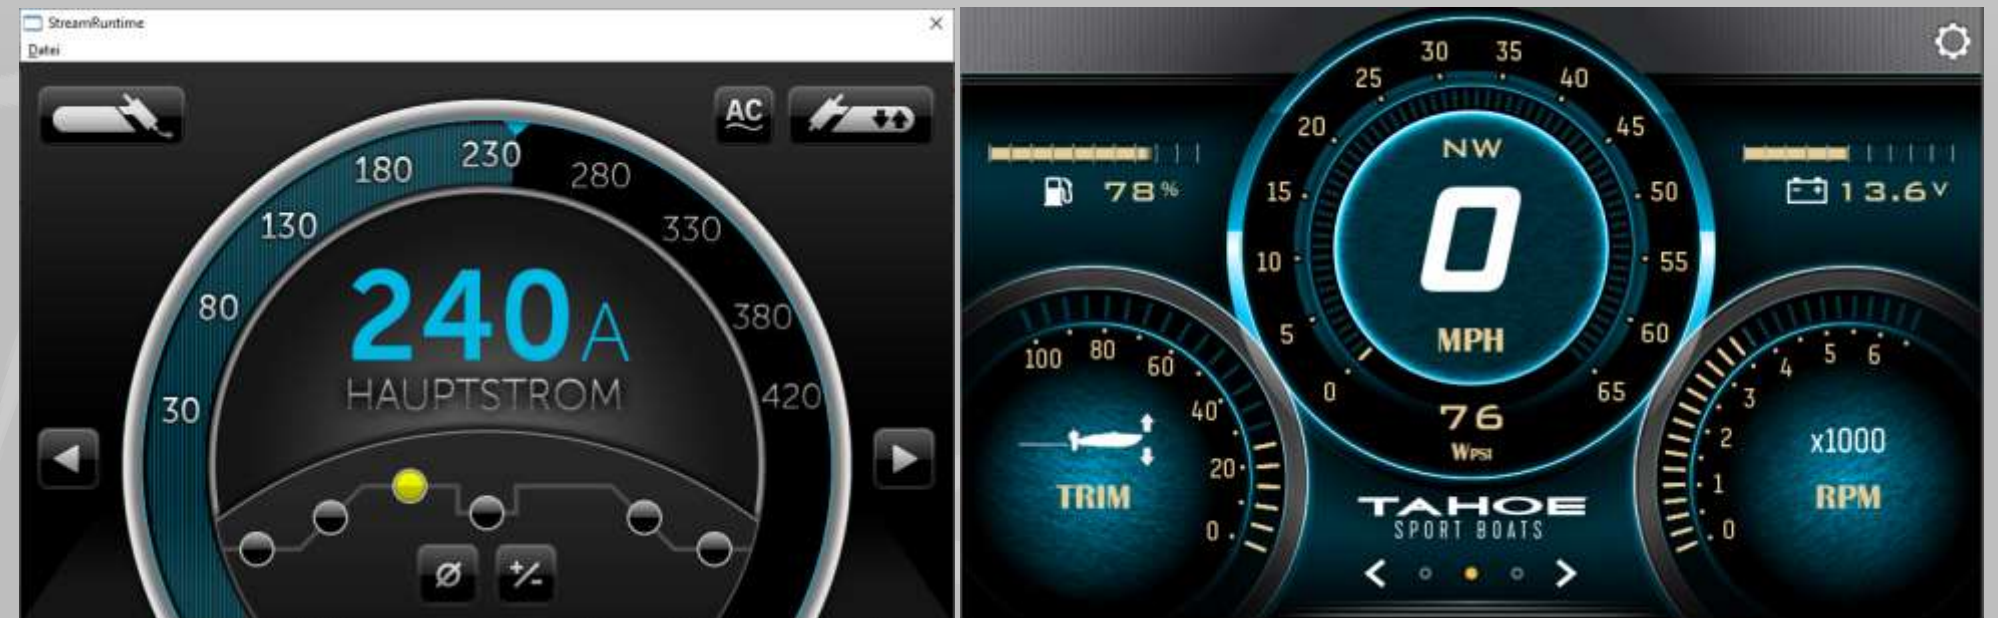 StreamRuntime
Datei
AC
30
80
130
180
230
280
330
380
420
240 A
HAUPTSTROM
Ø
+/-
78%
13.6V
0
5
10
15
20
25
30
35
40
45
50
55
60
65
NW
0
MPH
76
WPSI
100
80
60
40
20
0
TRIM
0
1
2
3
4
5
6
x1000
RPM
TAHOE
SPORT BOATS